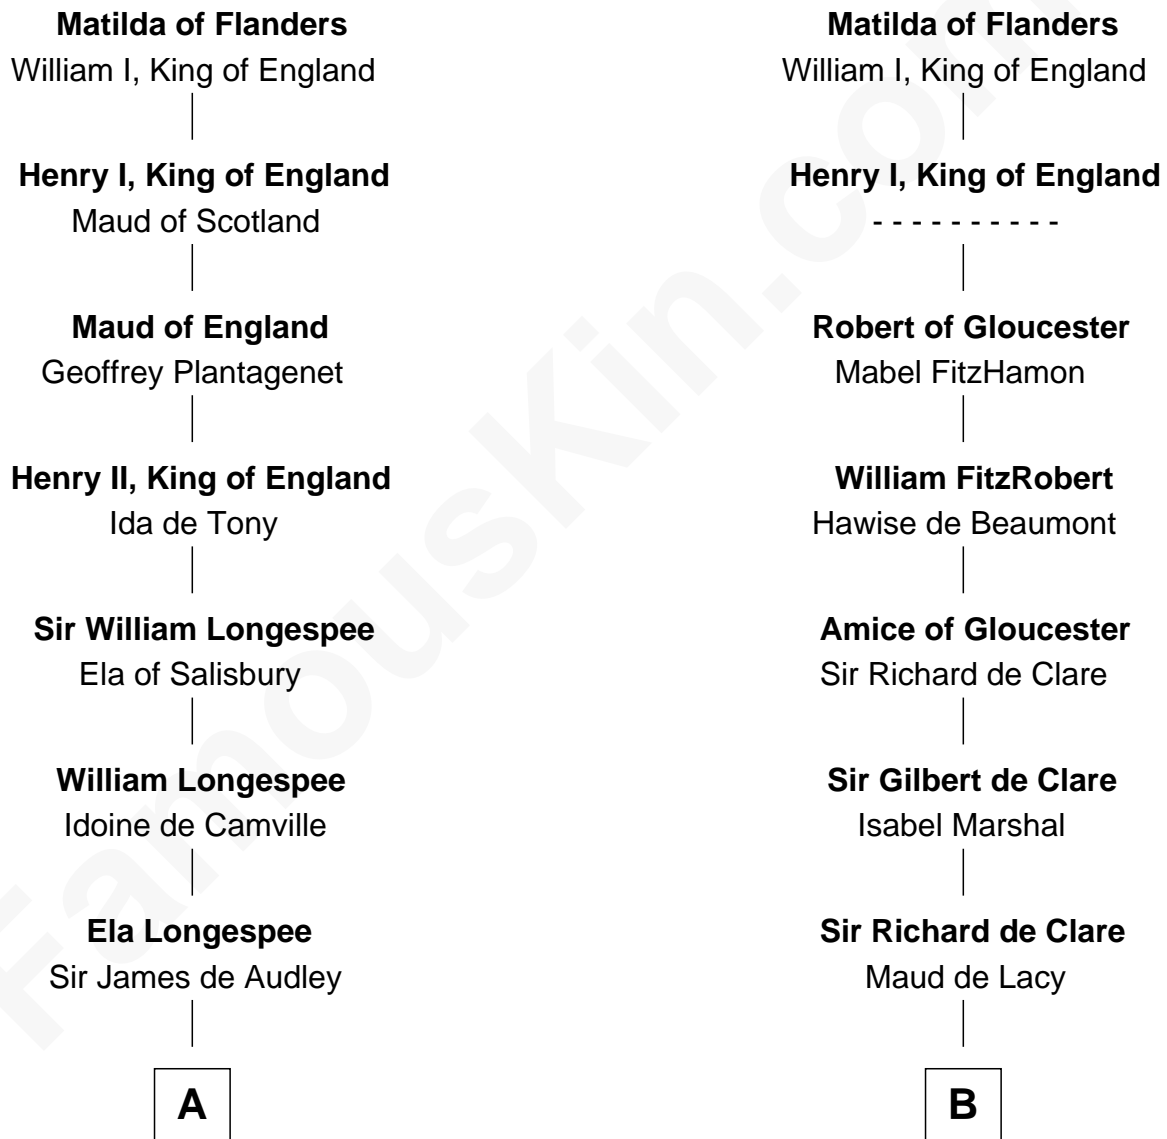 Matilda of Flanders
William I, King of England
Henry I, King of England
Maud of Scotland
Maud of England
Geoffrey Plantagenet
Henry II, King of England
Ida de Tony
Sir William Longespee
Ela of Salisbury
William Longespee
Idoine de Camville
Ela Longespee
Sir James de Audley
A
Matilda of Flanders
William I, King of England
Henry I, King of England
- - - - - - - - - -
Robert of Gloucester
Mabel FitzHamon
William FitzRobert
Hawise de Beaumont
Amice of Gloucester
Sir Richard de Clare
Sir Gilbert de Clare
Isabel Marshal
Sir Richard de Clare
Maud de Lacy
B
FamousKin.com